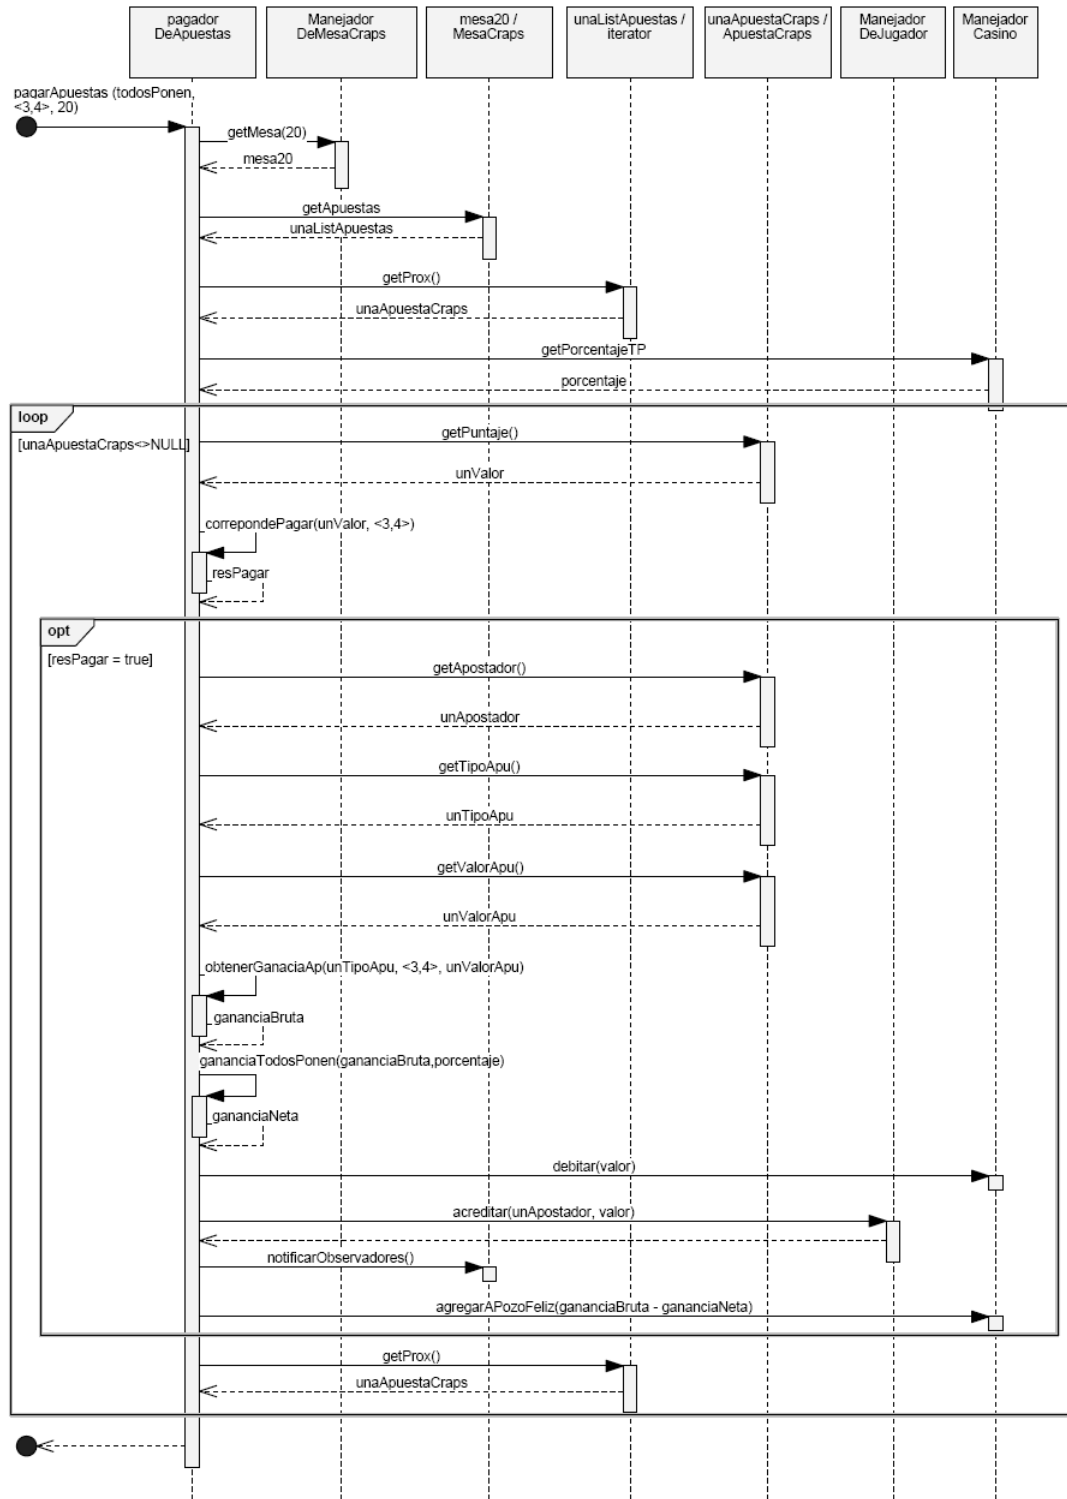 pagador
DeApuestas
Manejador
DeMesaCraps
mesa20 /
MesaCraps
unaListApuestas /
iterator
unaApuestaCraps /
ApuestaCraps
Manejador
DeJugador
Manejador
Casino
pagarApuestas (todosPonen,
<3,4>, 20)
getMesa(20)
mesa20
getApuestas
unaListApuestas
getProx()
unaApuestaCraps
getPorcentajeTP
porcentaje
loop
[unaApuestaCraps<>NULL]
getPuntaje()
unValor
correpondePagar(unValor, <3,4>)
resPagar
opt
[resPagar = true]
getApostador()
unApostador
getTipoApu()
unTipoApu
getValorApu()
unValorApu
obtenerGanaciaAp(unTipoApu, <3,4>, unValorApu)
gananciaBruta
gananciaTodosPonen(gananciaBruta,porcentaje)
gananciaNeta
debitar(valor)
acreditar(unApostador, valor)
notificarObservadores()
agregarAPozoFeliz(gananciaBruta - gananciaNeta)
getProx()
unaApuestaCraps